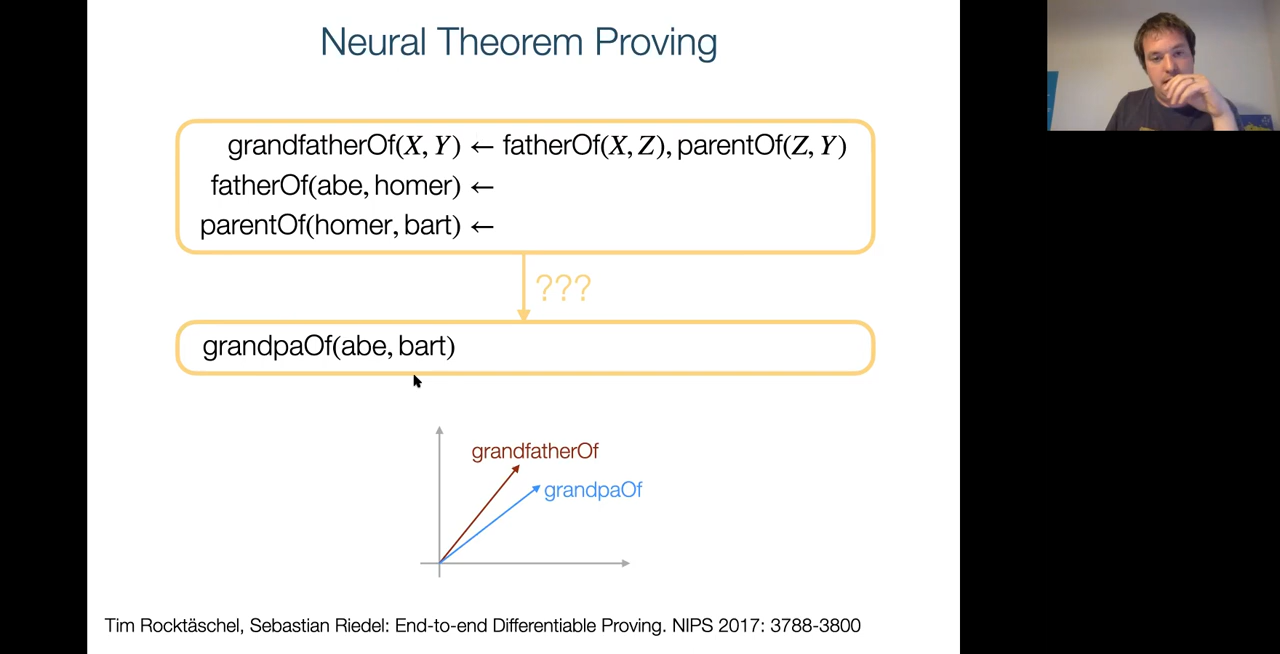 Neural Theorem Proving
grandfatherOf(X, Y) ← fatherOf(X, Z), parentOf(Z, Y)
fatherOf(abe, homer) ←
parentOf(homer, bart) ←
???
grandpaOf(abe, bart)
grandfatherOf
grandpaOf
Tim Rocktäschel, Sebastian Riedel: End-to-end Differentiable Proving. NIPS 2017: 3788-3800